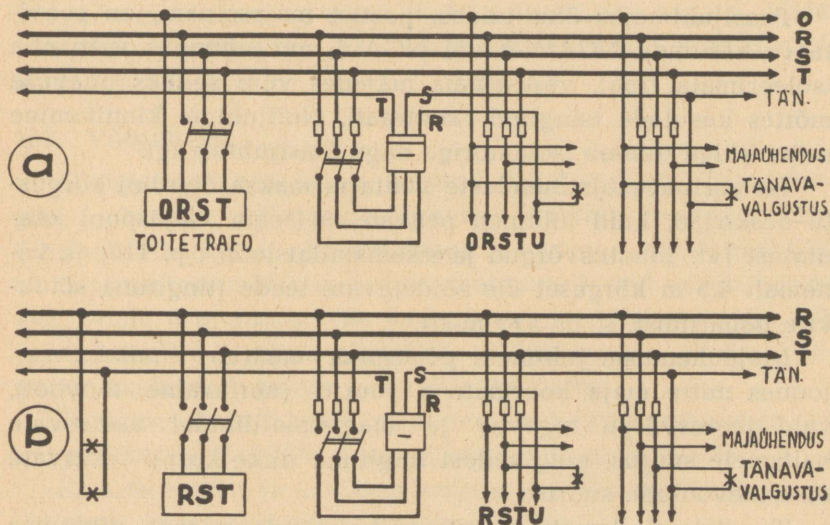 O
R
S
T
TÄN.
T S R
a
ORST
TOITETRAFO
ORSTU
MAJAÜHENDUS
TÄNAVA-
VALGUSTUS
R
S
T
TÄN.
T S R
b
RST
RSTU
MAJAÜHENDUS
TÄNAVA-
VALGUSTUS